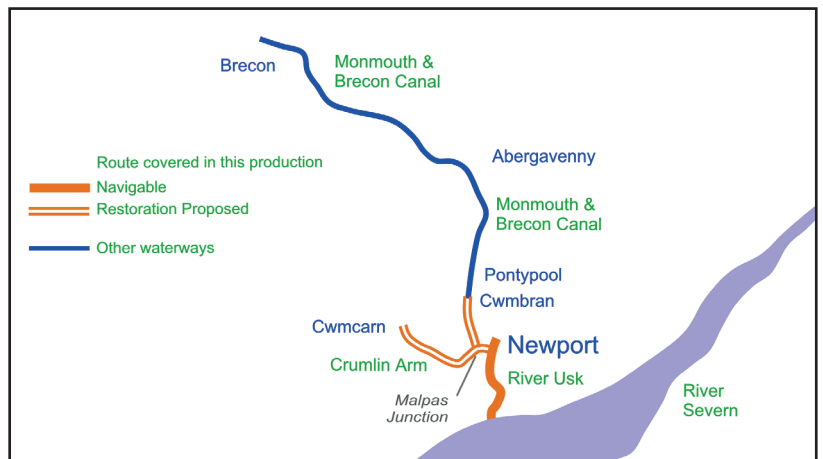 Brecon
Monmouth &
Brecon Canal
Abergavenny
Route covered in this production
Navigable
Restoration Proposed
Other waterways
Monmouth &
Brecon Canal
Pontypool
Cwmbran
Cwmcarn
Newport
Crumlin Arm
River Usk
Malpas
Junction
River
Severn